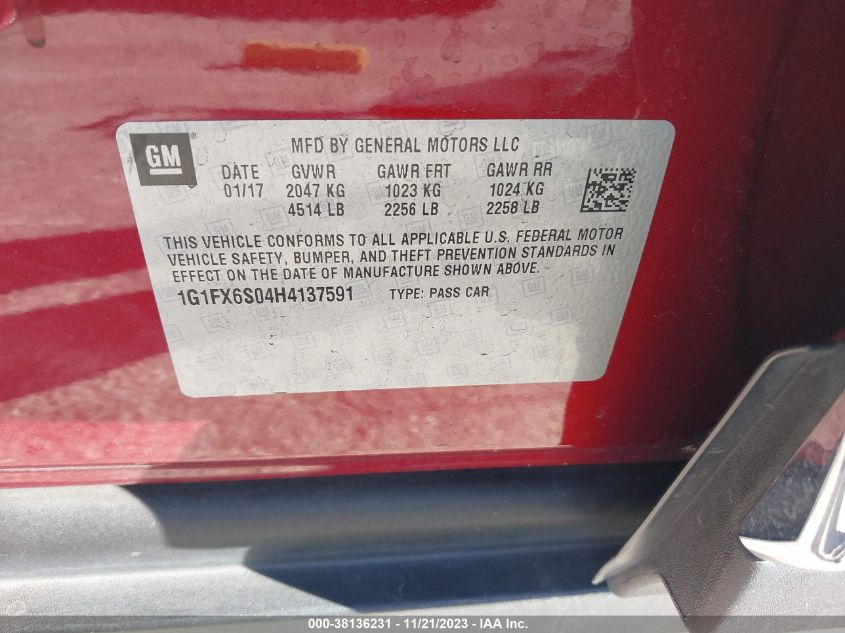 GM
MFD BY GENERAL MOTORS LLC
DATE GVWR GAWR FRT GAWR RR
01/17 2047 KG 1023 KG 1024 KG
4514 LB 2256 LB 2258 LB
THIS VEHICLE CONFORMS TO ALL APPLICABLE U.S. FEDERAL MOTOR
VEHICLE SAFETY, BUMPER, AND THEFT PREVENTION STANDARDS IN
EFFECT ON THE DATE OF MANUFACTURE SHOWN ABOVE.
1G1FX6S04H4137591 TYPE: PASS CAR
000-38136231 - 11/21/2023 - IAA Inc.